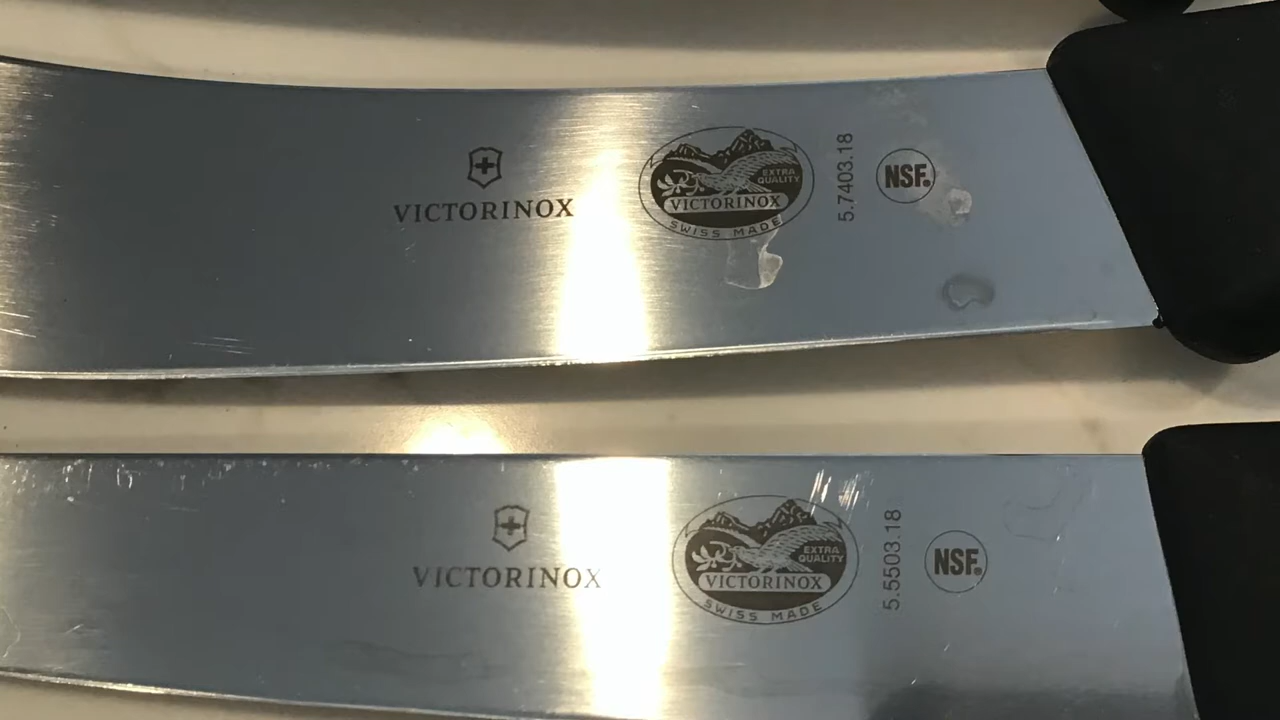 VICTORINOX
EXTRA
QUALITY
VICTORINOX
SWISS MADE
5.7403.18
NSF®
VICTORINOX
EXTRA
QUALITY
VICTORINOX
SWISS MADE
5.5503.18
NSF®